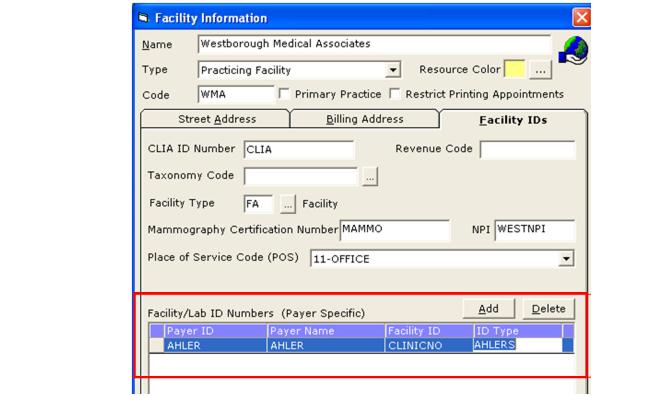 Facility Information
Name Westborough Medical Associates
Type Practicing Facility Resource Color ...
Code WMA Primary Practice Restrict Printing Appointments
Street Address Billing Address Facility IDs
CLIA ID Number CLIA Revenue Code
Taxonomy Code ...
Facility Type FA ... Facility
Mammography Certification Number MAMMO NPI WESTNPI
Place of Service Code (POS) 11-OFFICE
Facility/Lab ID Numbers (Payer Specific) Add Delete
Payer ID Payer Name Facility ID ID Type
AHLER AHLER CLINICNO AHLERS